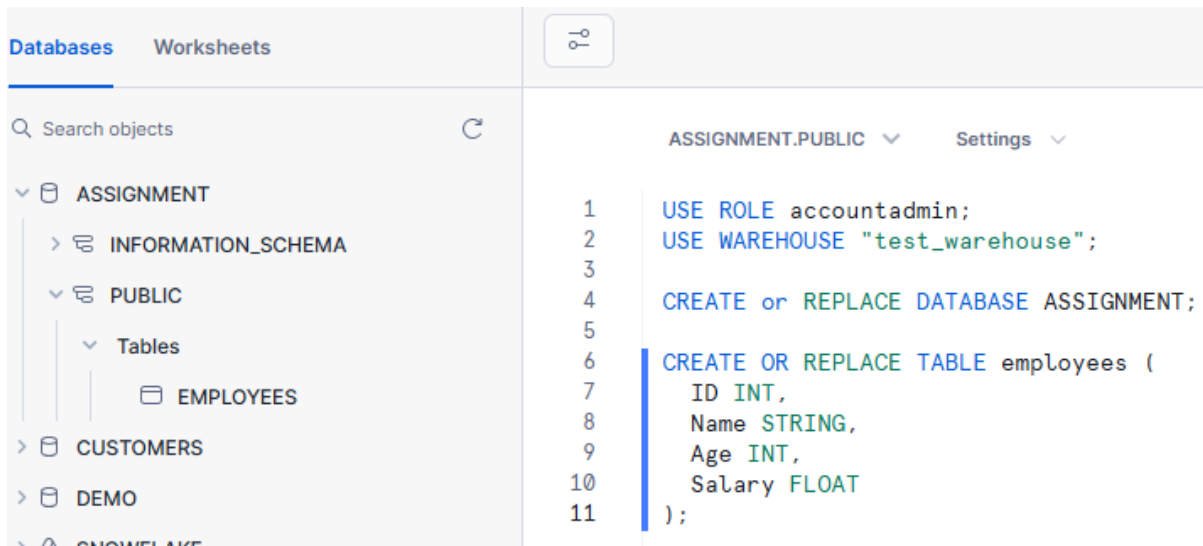 Databases Worksheets
Search objects
ASSIGNMENT
INFORMATION_SCHEMA
PUBLIC
Tables
EMPLOYEES
CUSTOMERS
DEMO
SNOWFLAKE
ASSIGNMENT.PUBLIC Settings
1 USE ROLE accountadmin;
2 USE WAREHOUSE "test_warehouse";
3
4 CREATE or REPLACE DATABASE ASSIGNMENT;
5
6 CREATE OR REPLACE TABLE employees (
7 ID INT,
8 Name STRING,
9 Age INT,
10 Salary FLOAT
11 );